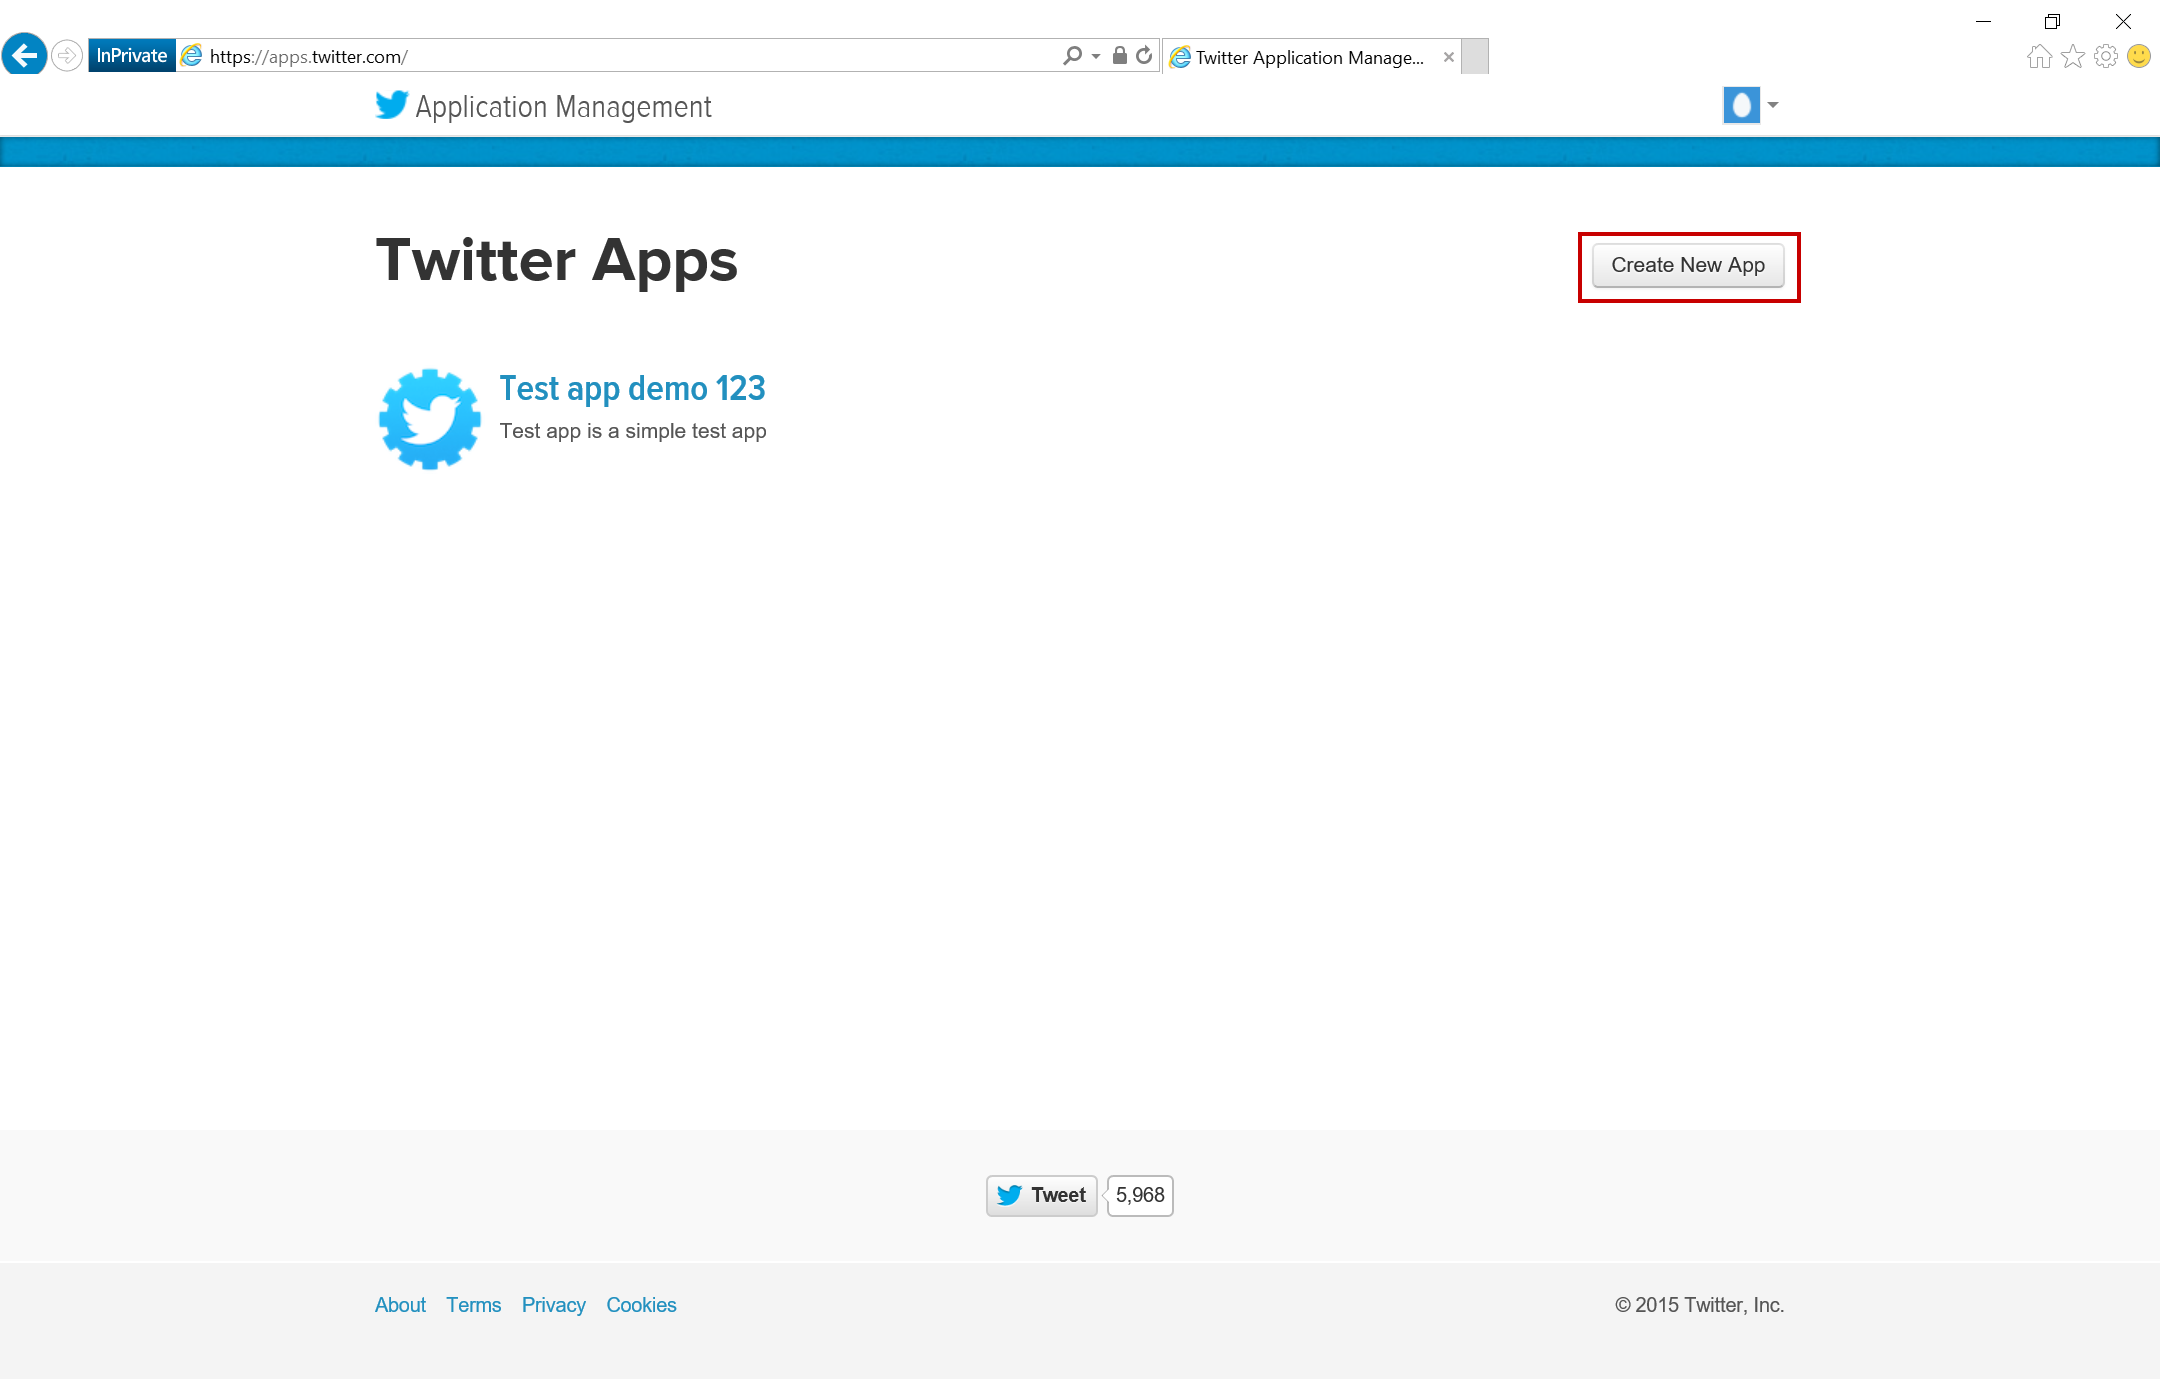 InPrivate https://apps.twitter.com/ Twitter Application Manage...
Application Management
Twitter Apps
Create New App
Test app demo 123
Test app is a simple test app
Tweet 5,968
About Terms Privacy Cookies © 2015 Twitter, Inc.